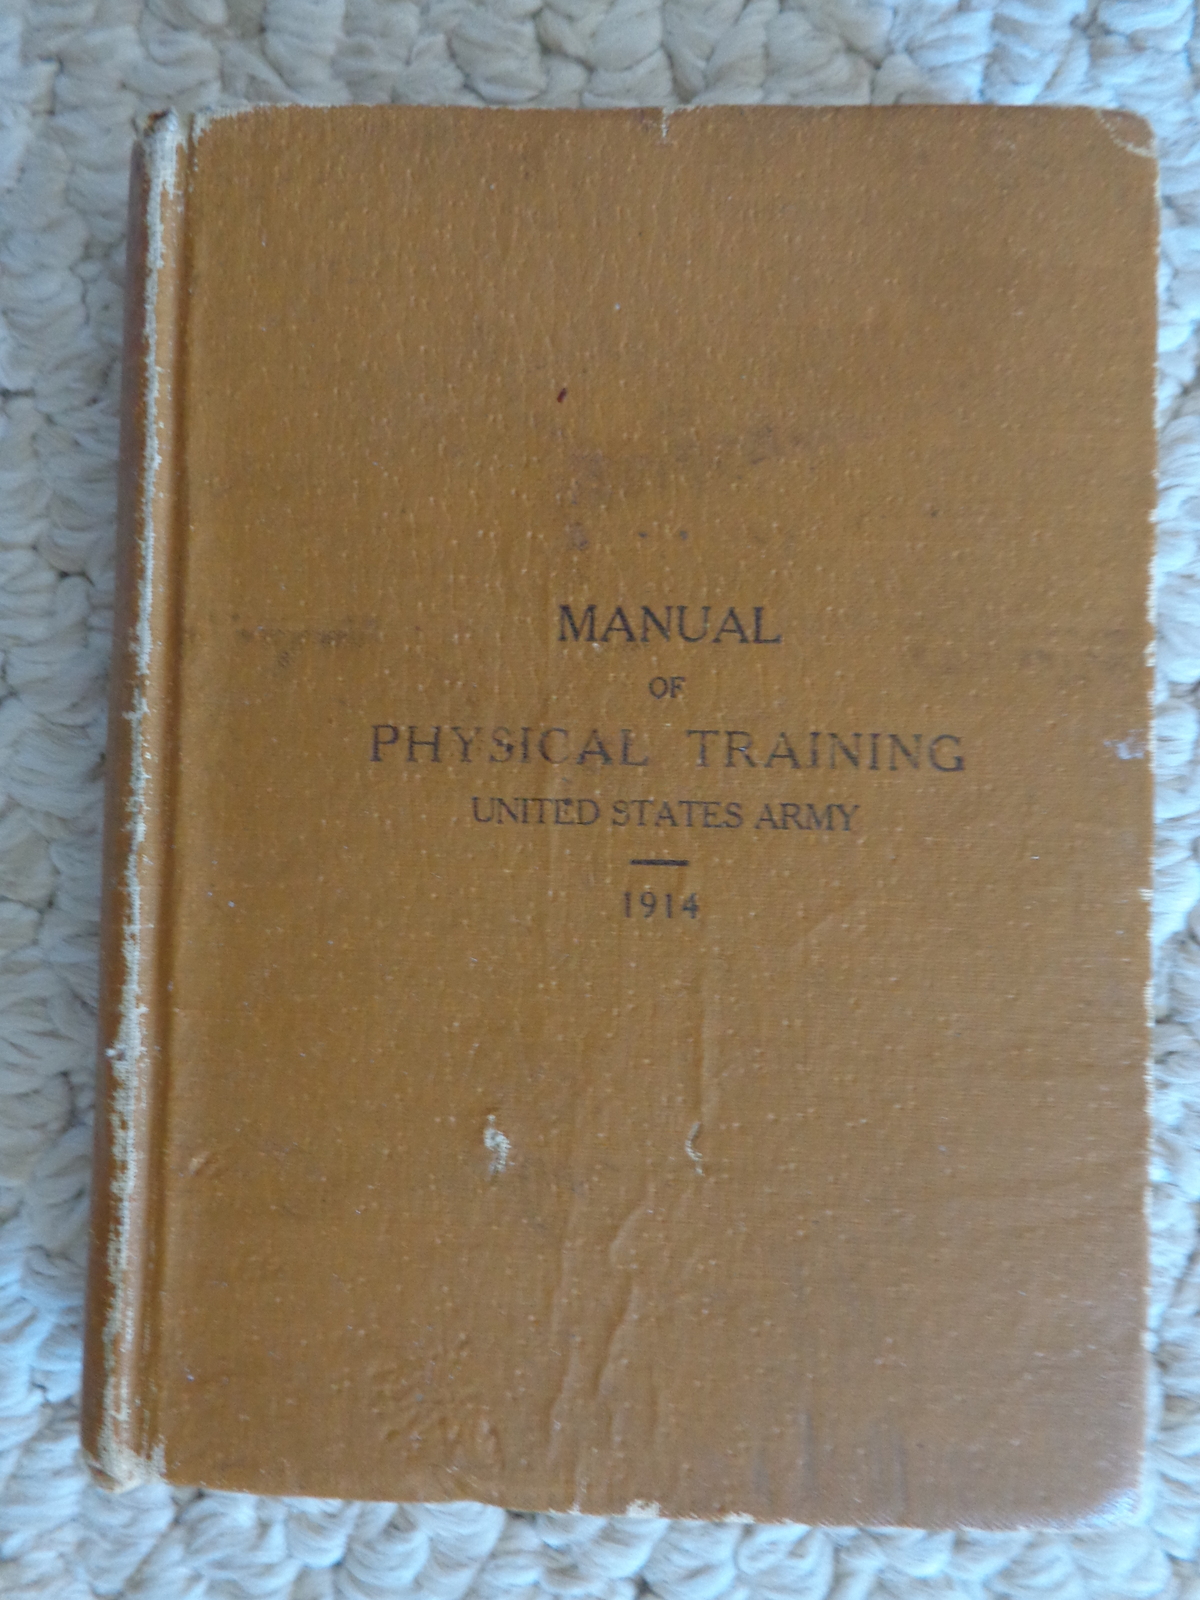 MANUAL
OF
PHYSICAL TRAINING
UNITED STATES ARMY
1914